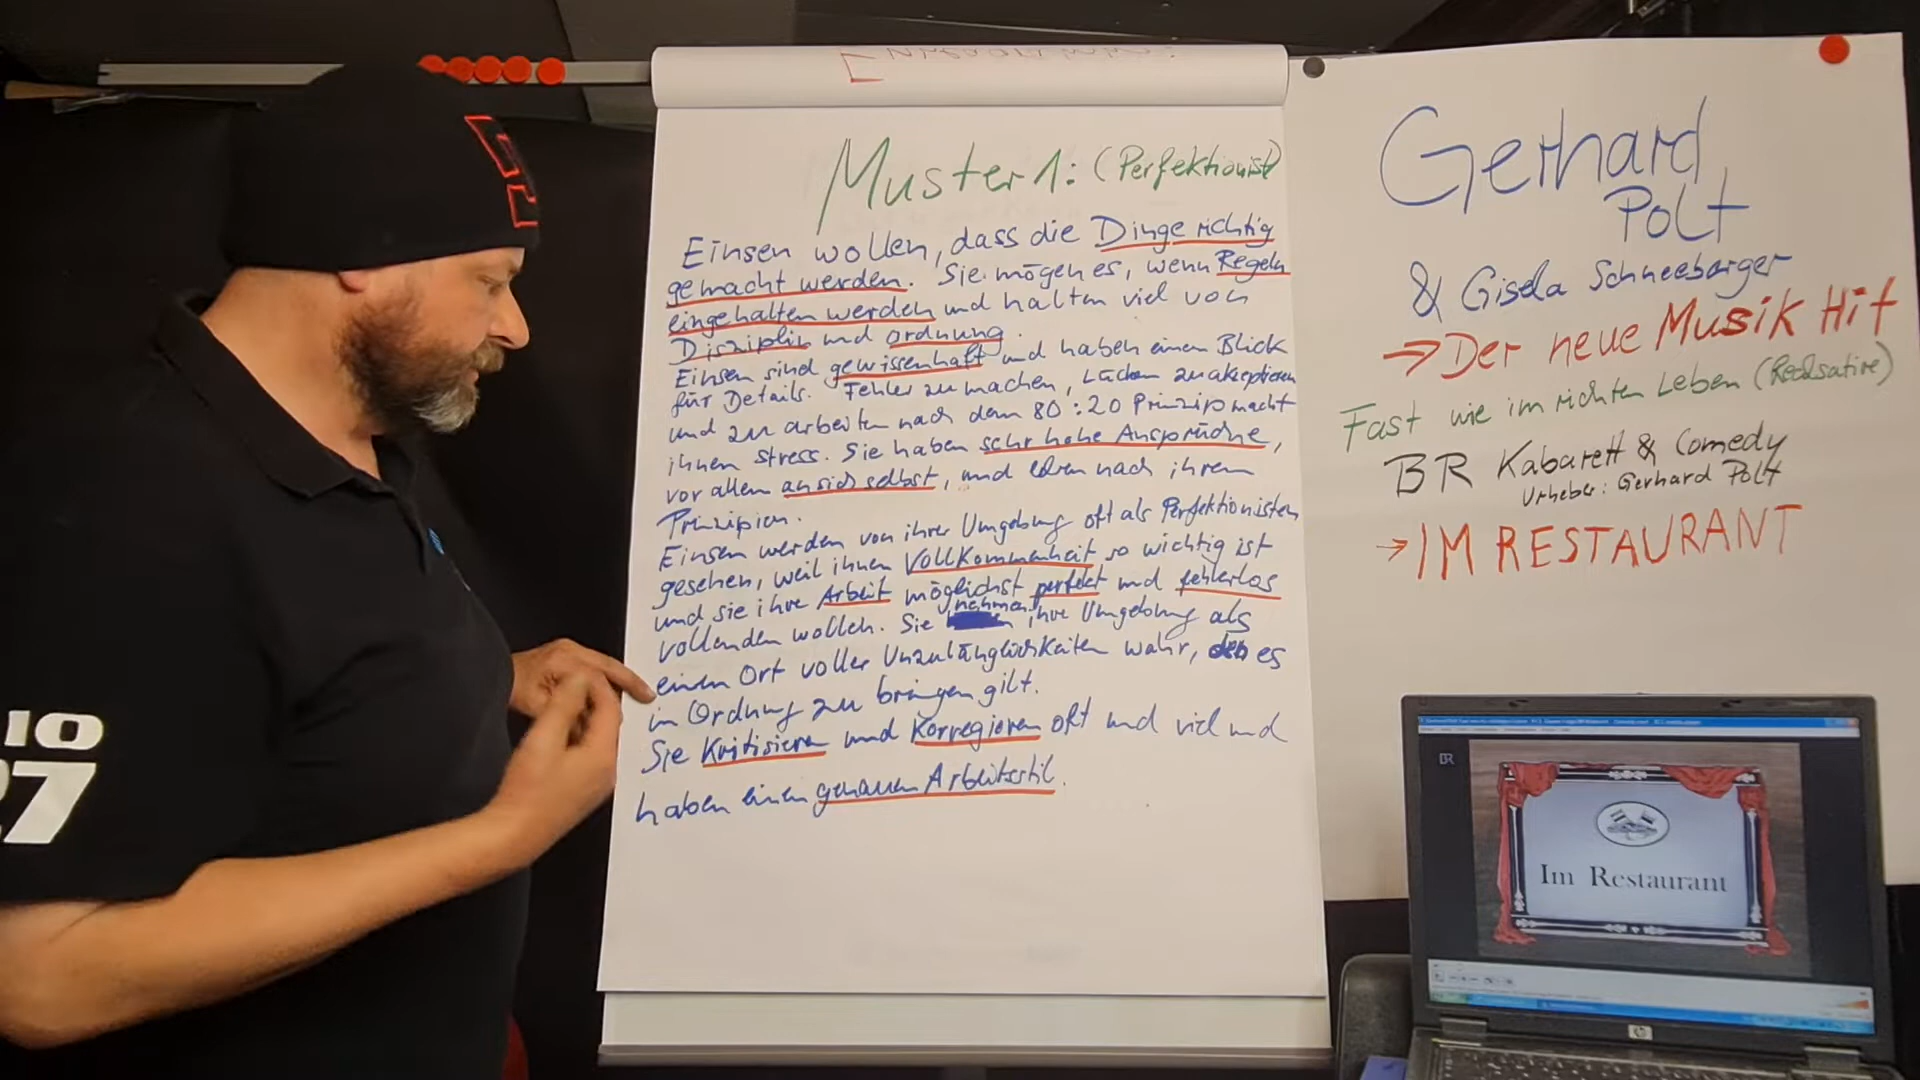 Muster 1: (Perfektionist)
Einsen wollen, dass die Dinge richtig
gemacht werden. Sie mögen es, wenn Regeln
eingehalten werden und halten viel von
Disziplin und Ordnung.
Einsen sind gewissenhaft und haben einen Blick
für Details. Fehler zu machen, Lücken zu akzeptieren
und zu arbeiten nach dem 80:20 Prinzip macht
ihnen Stress. Sie haben sehr hohe Ansprüche,
vor allem an sich selbst, und leben nach ihren
Prinzipien.
Einsen werden von ihrer Umgebung oft als Perfektionisten
gesehen, weil ihnen Vollkommenheit so wichtig ist
und sie ihre Arbeit möglichst perfekt und fehlerlos
vollenden wollen. Sie nehmen ihre Umgebung als
einen Ort voller Unzulänglichkeiten wahr, den es
in Ordnung zu bringen gilt.
Sie Kritisieren und Korregieren oft und viel und
haben einen genauen Arbeitsstil.
Gerhard
Polt
& Gisela Schneeberger
→ Der neue Musik Hit
Fast wie im richten Leben (Realsatire)
BR Kabarett & Comedy
Urheber: Gerhard Polt
→ IM RESTAURANT
BR
Im Restaurant
hp
10
27